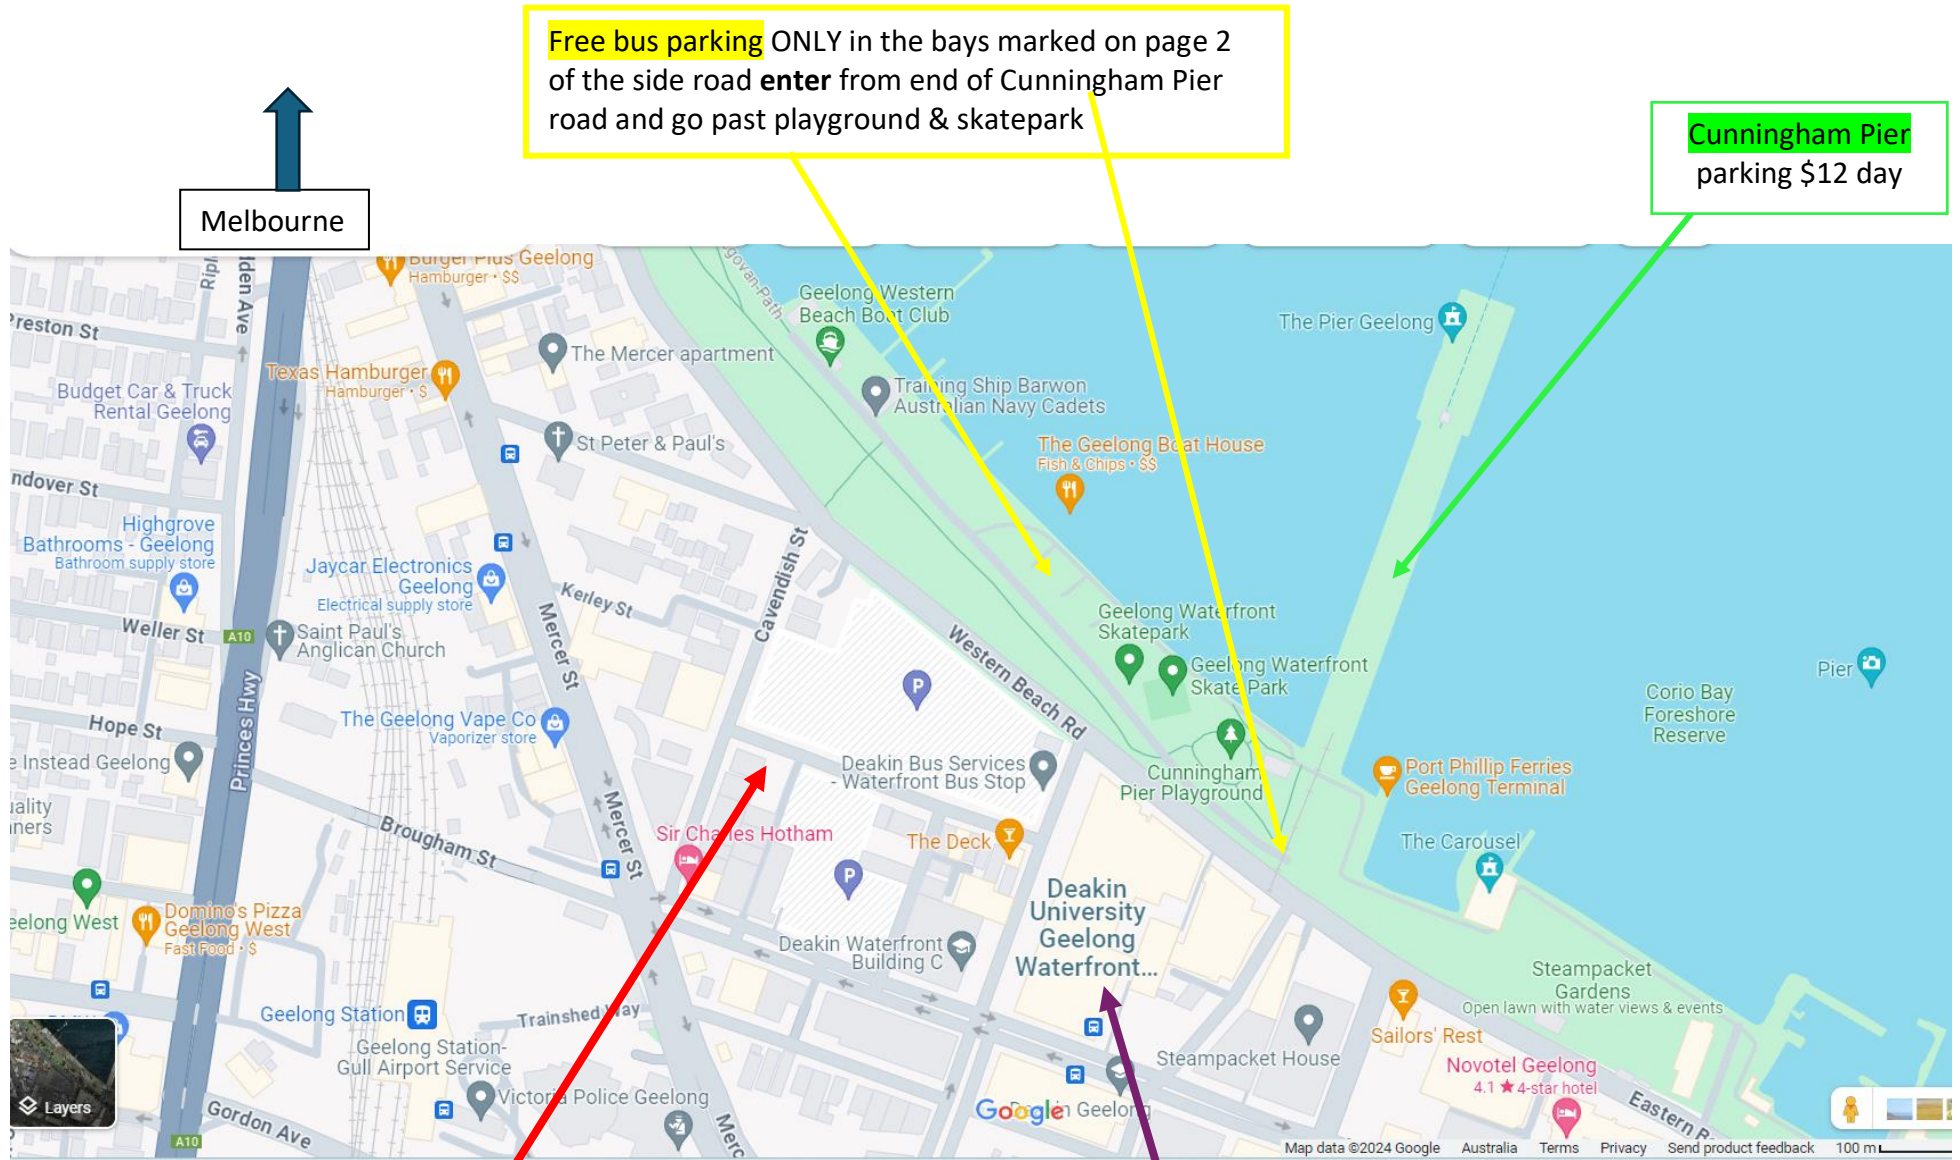 Free bus parking ONLY in the bays marked on page 2
of the side road enter from end of Cunningham Pier
road and go past playground & skatepark
Cunningham Pier
parking $12 day
Melbourne
Burger Plus Geelong
Hamburger • $$
Geelong Western
Beach Boat Club
The Pier Geelong
Preston St
The Mercer apartment
Texas Hamburger
Hamburger • $
Budget Car & Truck
Rental Geelong
Training Ship Barwon
Australian Navy Cadets
St Peter & Paul's
The Geelong Boat House
Fish & Chips • $$
ndover St
Highgrove
Bathrooms - Geelong
Bathroom supply store
Jaycar Electronics
Geelong
Electrical supply store
Kerley St
Cavendish St
Mercer St
Geelong Waterfront
Skatepark
Weller St
A10
Saint Paul's
Anglican Church
Western Beach Rd
Geelong Waterfront
Skate Park
Pier
Corio Bay
Foreshore
Reserve
Princes Hwy
P
Hope St
The Geelong Vape Co
Vaporizer store
e Instead Geelong
Deakin Bus Services
- Waterfront Bus Stop
Cunningham
Pier Playground
Port Phillip Ferries
Geelong Terminal
Brougham St
Mercer St
Sir Charles Hotham
The Deck
The Carousel
P
Deakin
University
Geelong
Waterfront...
eelong West
Domino's Pizza
Geelong West
Fast Food • $
Deakin Waterfront
Building C
Steampacket
Gardens
Open lawn with water views & events
Geelong Station
Trainshed Way
Sailors' Rest
Geelong Station-
Gull Airport Service
Steampacket House
Novotel Geelong
4.1 ★ 4-star hotel
Victoria Police Geelong
Google
n Geelong
Layers
Gordon Ave
A10
Merc
Eastern B
Map data ©2024 Google Australia Terms Privacy Send product feedback 100 m